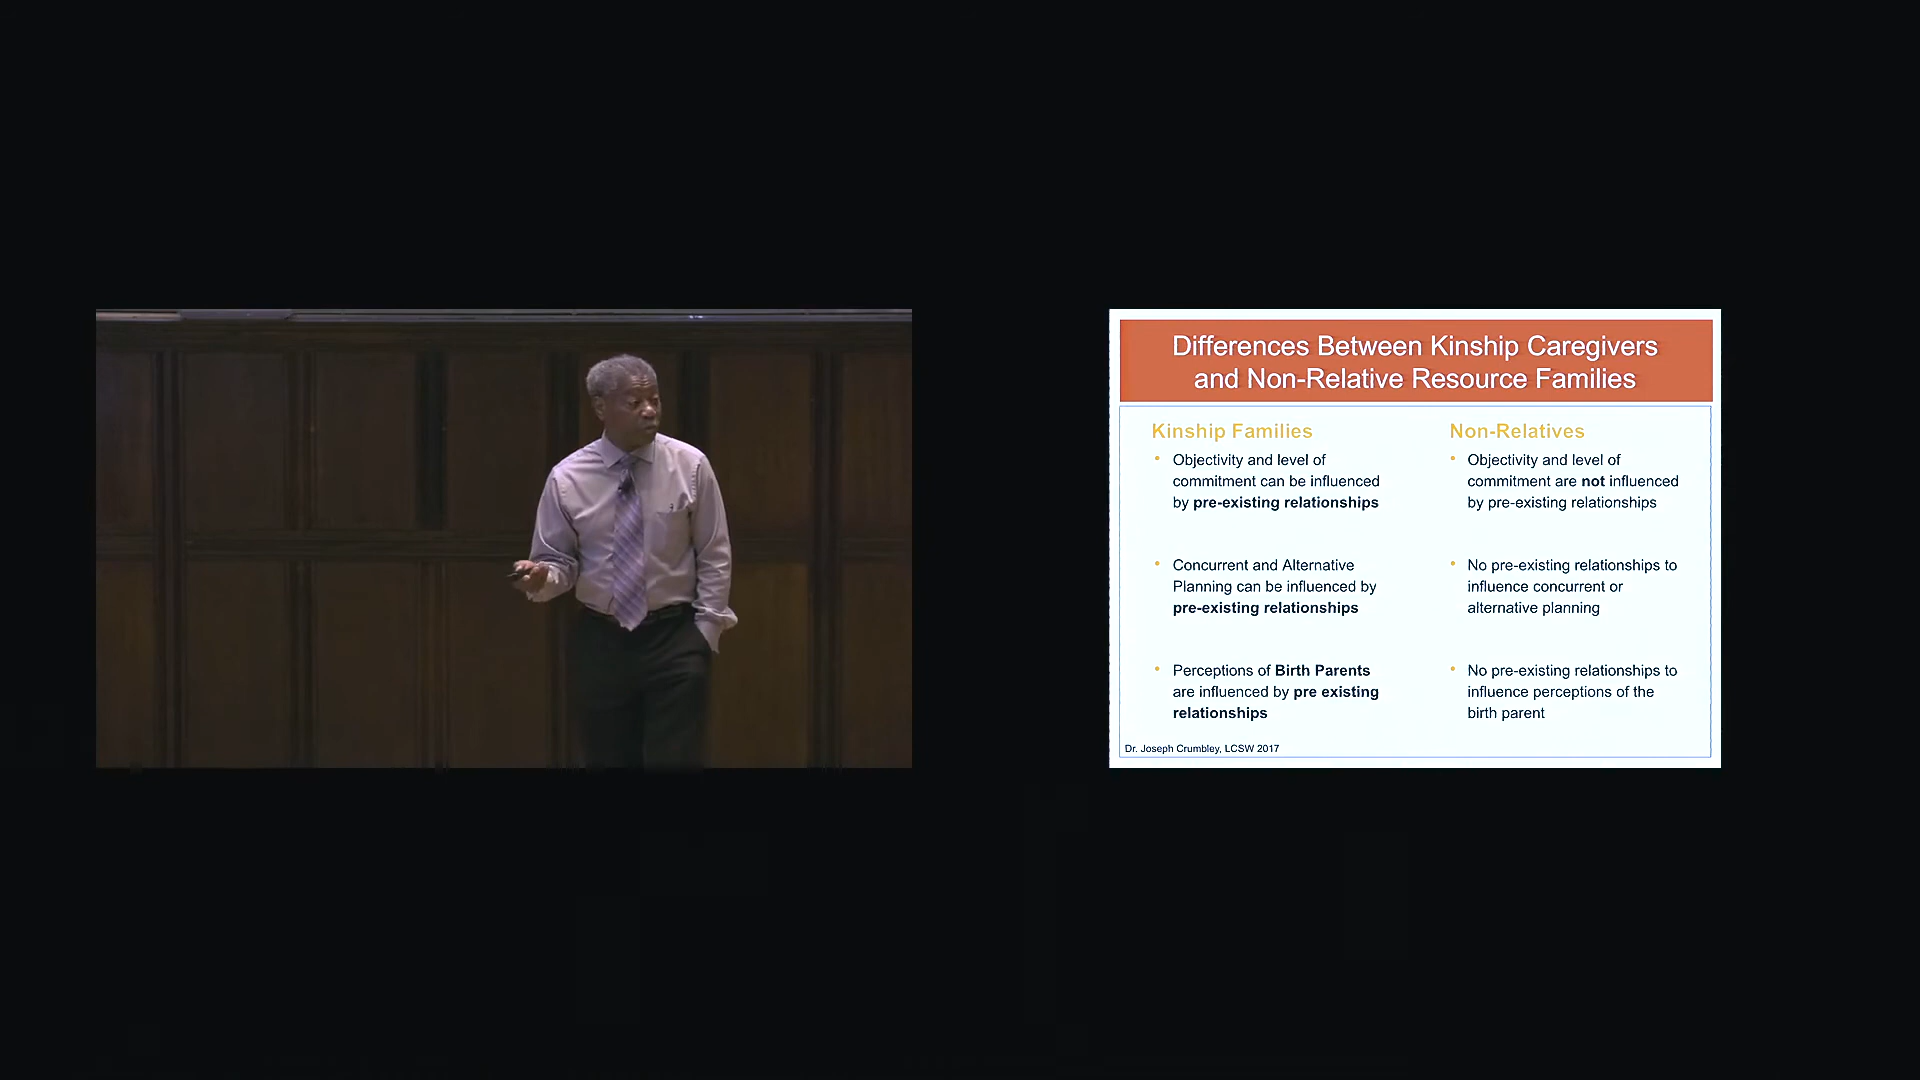 Differences Between Kinship Caregivers
and Non-Relative Resource Families
Kinship Families
• Objectivity and level of
commitment can be influenced
by pre-existing relationships
• Concurrent and Alternative
Planning can be influenced by
pre-existing relationships
• Perceptions of Birth Parents
are influenced by pre existing
relationships
Non-Relatives
• Objectivity and level of
commitment are not influenced
by pre-existing relationships
• No pre-existing relationships to
influence concurrent or
alternative planning
• No pre-existing relationships to
influence perceptions of the
birth parent
Dr. Joseph Crumbley, LCSW 2017